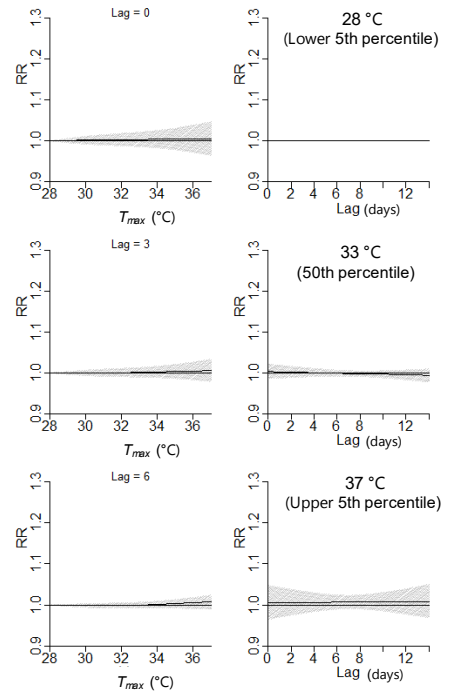 Lag = 0
RR
0.9 1.0 1.1 1.2 1.3
28 30 32 34 36
Tmax (°C)
28 °C
(Lower 5th percentile)
RR
0.9 1.0 1.1 1.2 1.3
0 2 4 6 8 12
Lag (days)
Lag = 3
RR
0.9 1.0 1.1 1.2 1.3
28 30 32 34 36
Tmax (°C)
33 °C
(50th percentile)
RR
0.9 1.0 1.1 1.2 1.3
0 2 4 6 8 12
Lag (days)
Lag = 6
RR
0.9 1.0 1.1 1.2 1.3
28 30 32 34 36
Tmax (°C)
37 °C
(Upper 5th percentile)
RR
0.9 1.0 1.1 1.2 1.3
0 2 4 6 8 12
Lag (days)